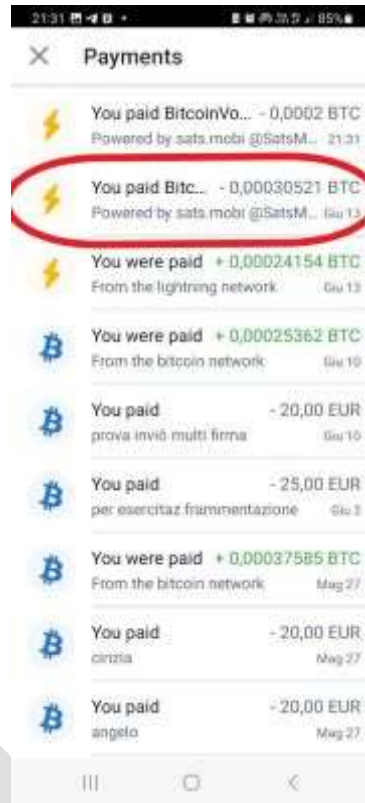 21:31
85%
Payments
You paid BitcoinVo... - 0,0002 BTC
Powered by sats.mobi @SatsM... 21:31
You paid Bitc... - 0,00030521 BTC
Powered by sats.mobi @SatsM... Giu 13
You were paid + 0,00024154 BTC
From the lightning network Giu 13
You were paid + 0,00025362 BTC
From the bitcoin network Giu 10
You paid - 20,00 EUR
prova invio multi firma Giu 10
You paid - 25,00 EUR
per esercitaz frammentazione Giu 3
You were paid + 0,00037585 BTC
From the bitcoin network Mag 27
You paid - 20,00 EUR
cinzia Mag 27
You paid - 20,00 EUR
angelo Mag 27